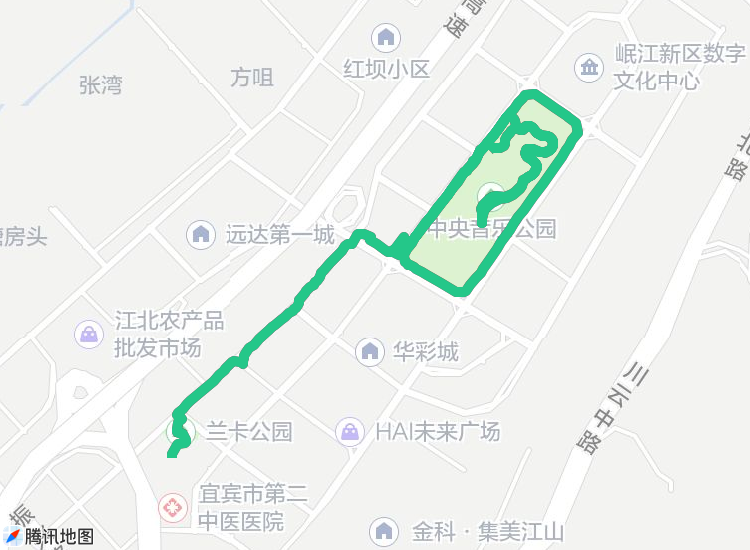 高速
岷江新区数字
文化中心
红坝小区
方咀
张湾
北路
中央音乐公园
远达第一城
房头
江北农产品
批发市场
华彩城
川云中路
兰卡公园
HAI未来广场
宜宾市第二
中医医院
振
金科·集美江山
腾讯地图